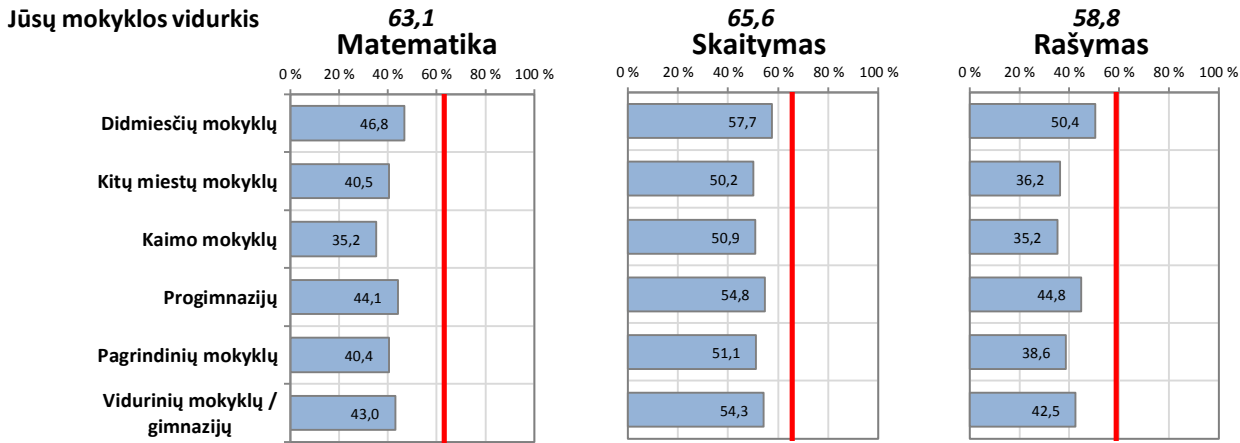 Jūsų mokyklos vidurkis 63,1 65,6 58,8
Matematika Skaitymas Rašymas
0 % 20 % 40 % 60 % 80 % 100 % 0 % 20 % 40 % 60 % 80 % 100 % 0 % 20 % 40 % 60 % 80 % 100 %
Didmiesčių mokyklų 46,8 57,7 50,4
Kitų miestų mokyklų 40,5 50,2 36,2
Kaimo mokyklų 35,2 50,9 35,2
Progimnazijų 44,1 54,8 44,8
Pagrindinių mokyklų 40,4 51,1 38,6
Vidurinių mokyklų /
gimnazijų 43,0 54,3 42,5